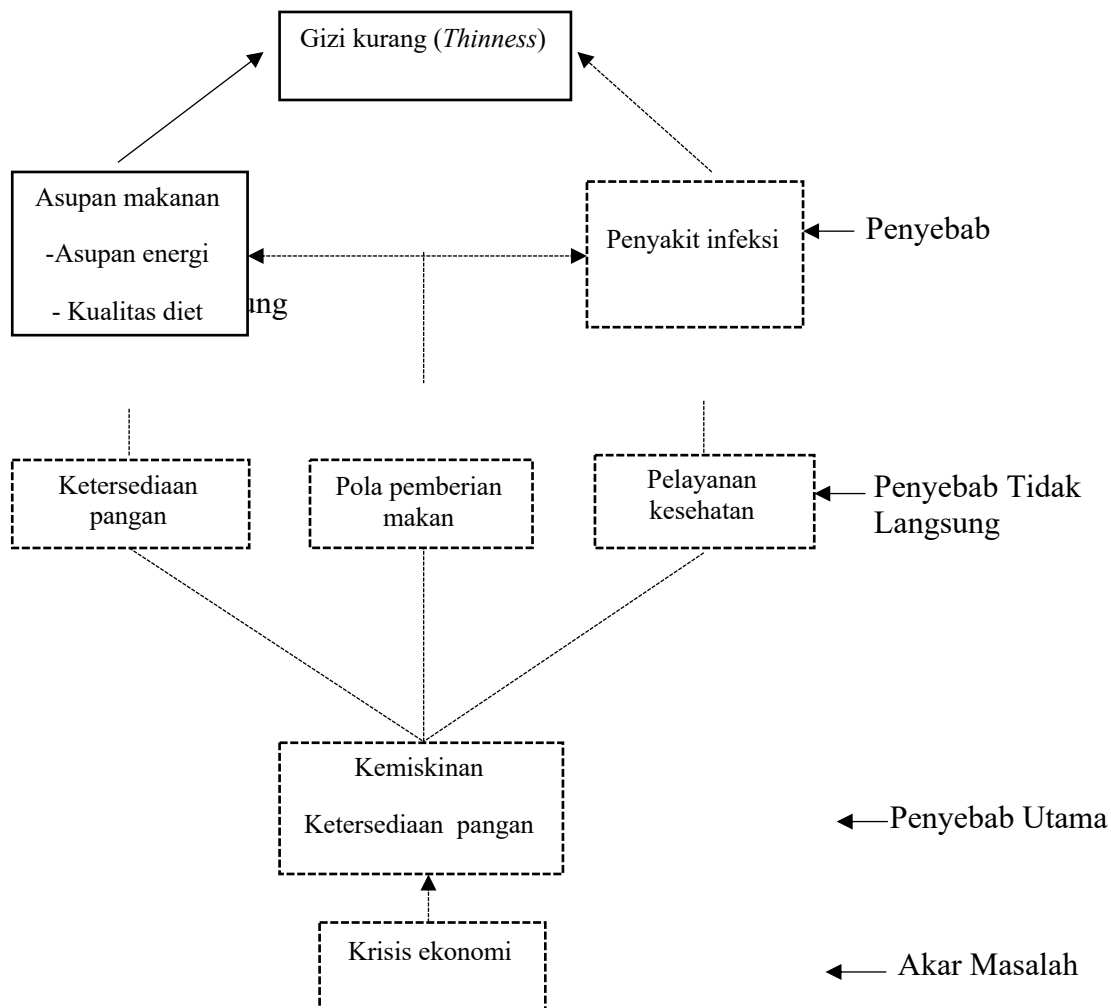 Gizi kurang (Thinness)
Asupan makanan
-Asupan energi
- Kualitas diet
Penyakit infeksi
Penyebab
ung
Ketersediaan
pangan
Pola pemberian
makan
Pelayanan
kesehatan
Penyebab Tidak
Langsung
Kemiskinan
Ketersediaan pangan
Penyebab Utama
Krisis ekonomi
Akar Masalah